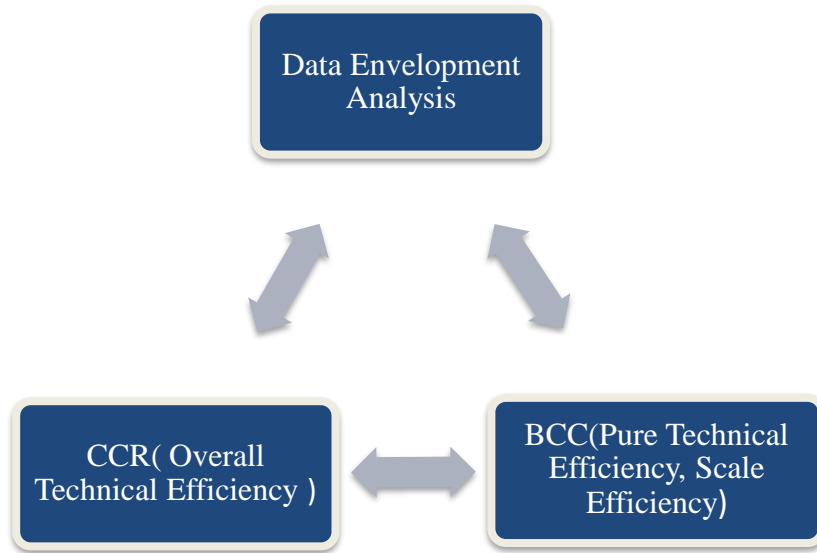 Data Envelopment
Analysis
CCR( Overall
Technical Efficiency )
BCC(Pure Technical
Efficiency, Scale
Efficiency)